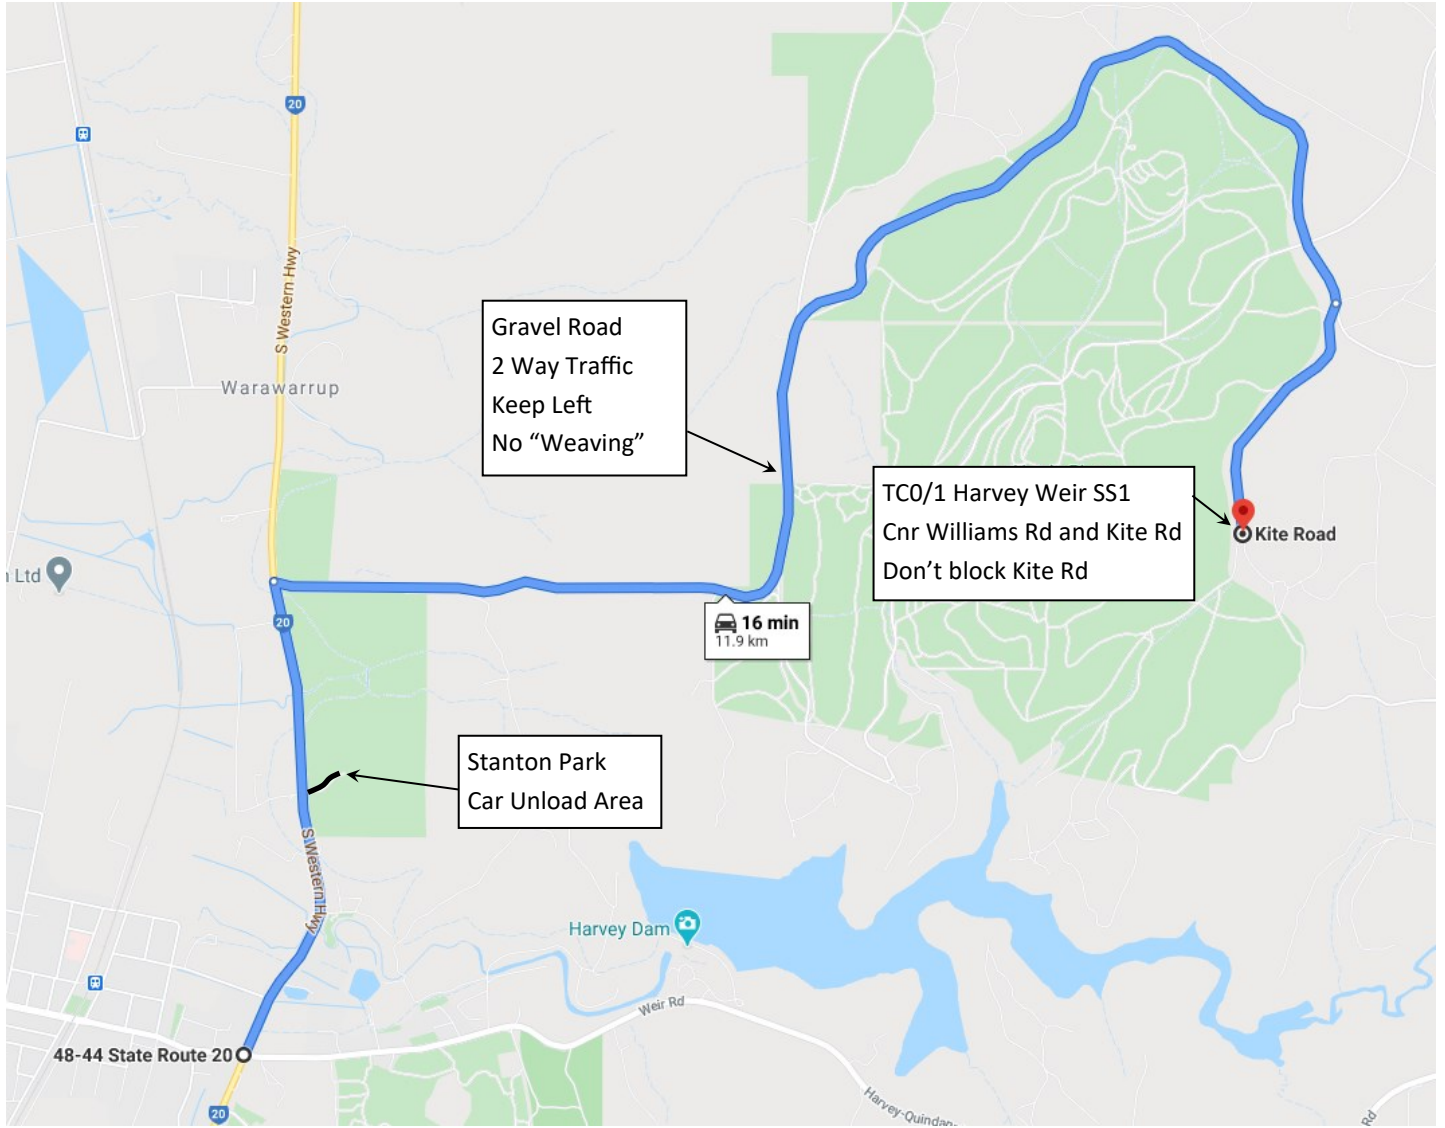 20
S Western Hwy
Warawarrup
Gravel Road
2 Way Traffic
Keep Left
No “Weaving”
TC0/1 Harvey Weir SS1
Cnr Williams Rd and Kite Rd
Don’t block Kite Rd
Kite Road
n Ltd
20
16 min
11.9 km
Stanton Park
Car Unload Area
S Western Hwy
Harvey Dam
Weir Rd
48-44 State Route 20
20
Harvey-Quindan
Rd